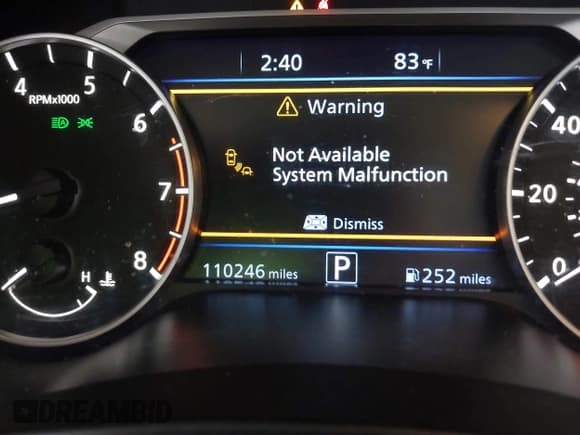 2:40 83°F
4 5 6 7 8
RPMx1000
Warning
Not Available
System Malfunction
Dismiss
H
110246 miles P 252 miles
40
20
0
DREAMBID